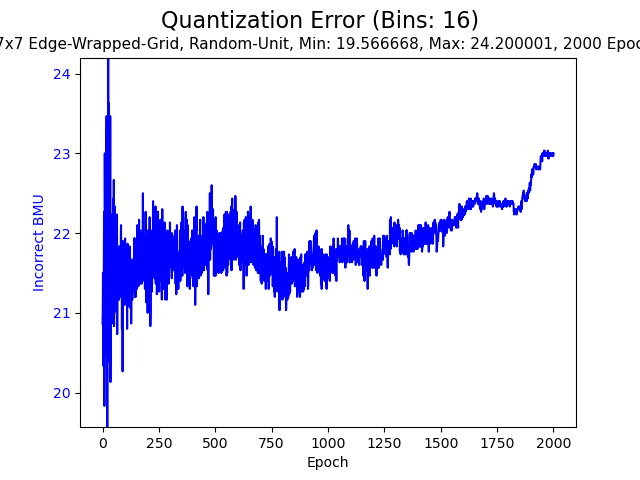 Quantization Error (Bins: 16)
7x7 Edge-Wrapped-Grid, Random-Unit, Min: 19.566668, Max: 24.200001, 2000 Epoc
24
23
22
21
20
Incorrect BMU
0 250 500 750 1000 1250 1500 1750 2000
Epoch